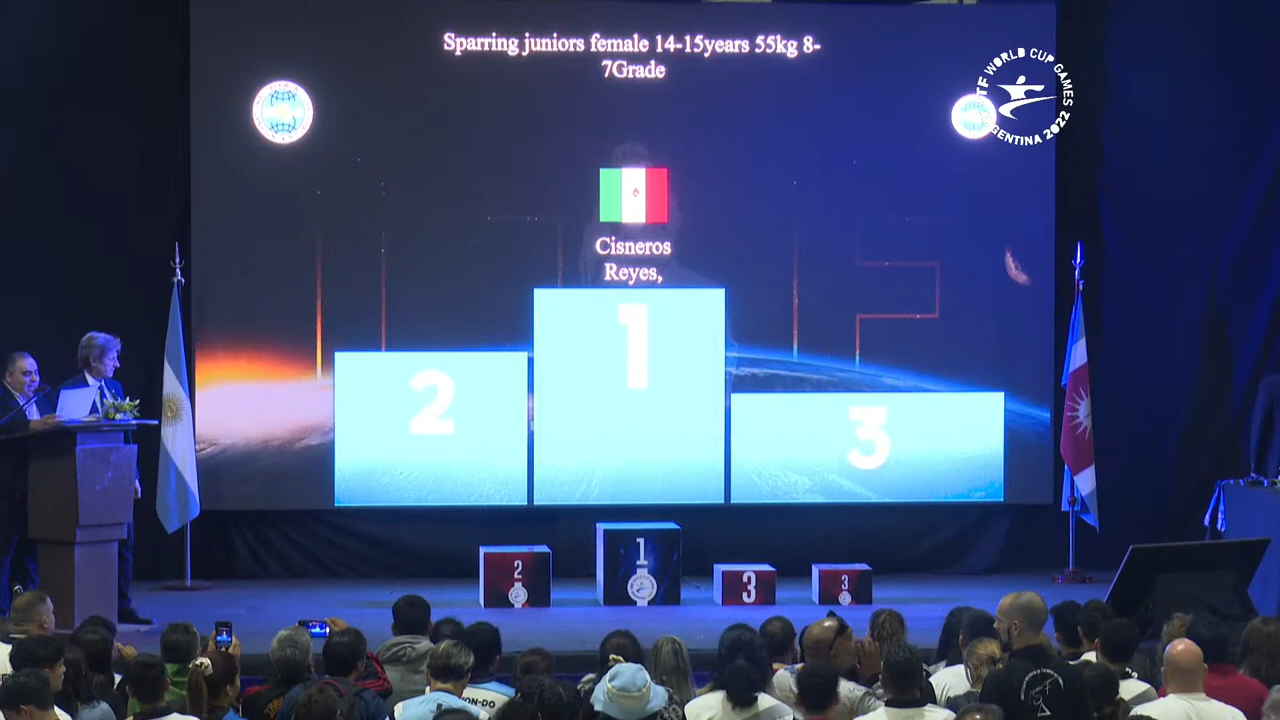 Sparring juniors female 14-15years 55kg 8-
7Grade
WORLD CUP GAMES
ARGENTINA 2022
Cisneros
Reyes,
1
2
3
1
2
3
3